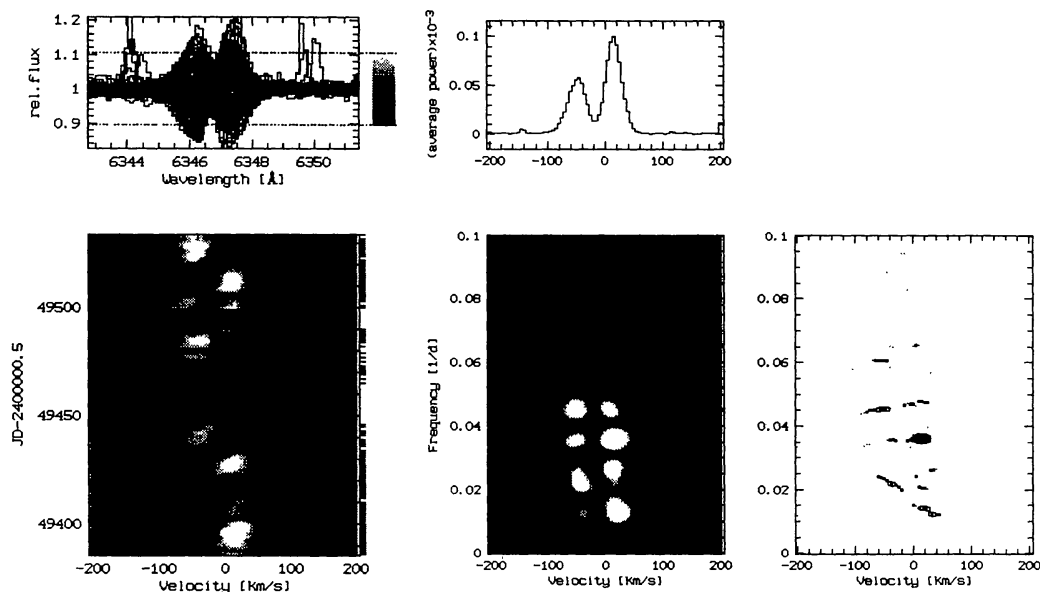 1.2
1.1
1
0.9
rel.flux
6344 6346 6348 6350
Wavelength [Å]
0.1
0.05
0
(average power)x10-3
-200 -100 0 100 200
49500
49450
49400
JD-2400000.5
-200 -100 0 100 200
Velocity [Km/s]
0.1
0.08
0.06
0.04
0.02
0
Frequency [1/d]
-200 -100 0 100 200
Velocity [Km/s]
0.1
0.08
0.06
0.04
0.02
0
-200 -100 0 100 200
Velocity [Km/s]